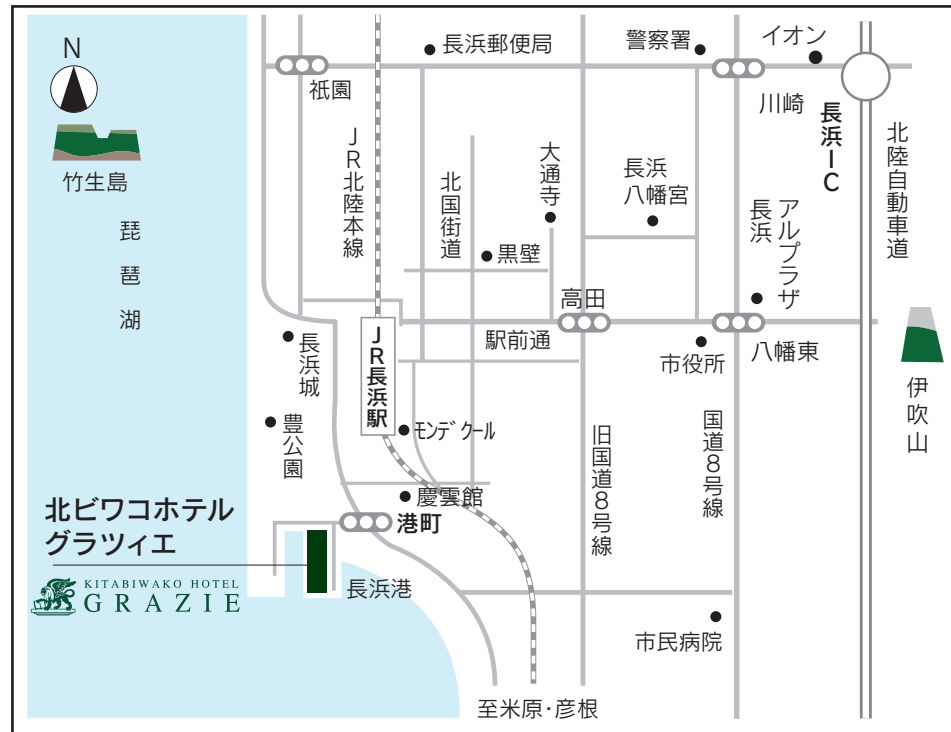 N
竹生島
琵琶湖
祇園
長浜郵便局
警察署
イオン
川崎
長浜IC
北陸自動車道
JR北陸本線
北国街道
大通寺
長浜
八幡宮
アルプラザ
長浜
黒壁
高田
駅前通
市役所
八幡東
伊吹山
長浜城
JR長浜駅
豊公園
モンデクール
旧国道8号線
国道8号線
慶雲館
港町
北ビワコホテル
グラツィエ
KITABIWAKO HOTEL
GRAZIE
長浜港
市民病院
至米原・彦根